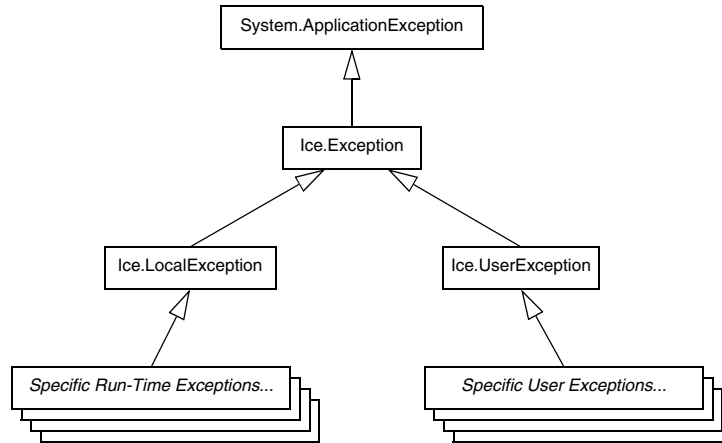 System.ApplicationException
Ice.Exception
Ice.LocalException
Ice.UserException
Specific Run-Time Exceptions...
Specific User Exceptions...